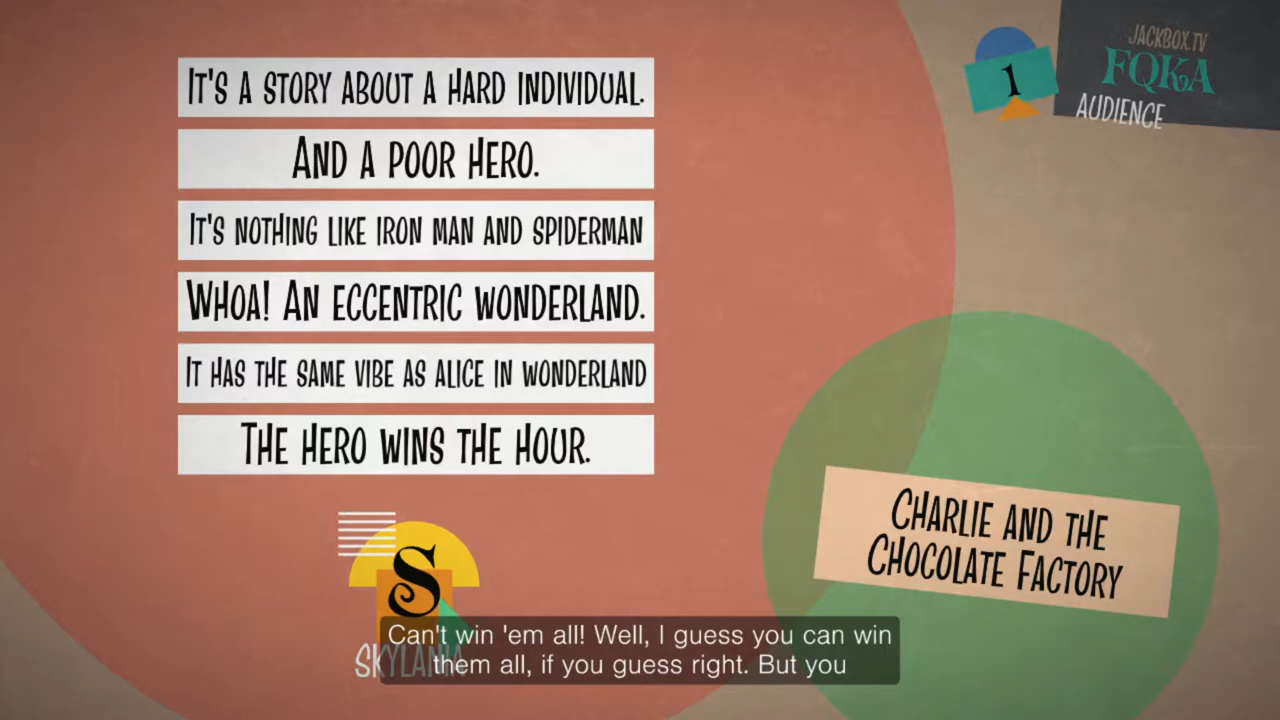 IT'S A STORY ABOUT A HARD INDIVIDUAL.
AND A POOR HERO.
IT'S NOTHING LIKE IRON MAN AND SPIDERMAN
WHOA! AN ECCENTRIC WONDERLAND.
IT HAS THE SAME VIBE AS ALICE IN WONDERLAND
THE HERO WINS THE HOUR.
1
JACKBOX.TV
FQKA
AUDIENCE
CHARLIE AND THE
CHOCOLATE FACTORY
S
Can't win 'em all! Well, I guess you can win
them all, if you guess right. But you